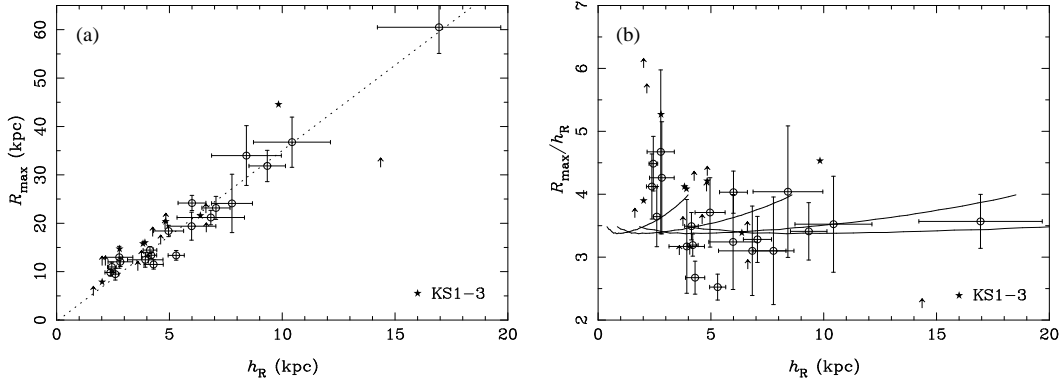 (a)
R_max (kpc)
0 10 20 30 40 50 60
0 5 10 15 20
h_R (kpc)
★ KS1−3
(b)
R_max/h_R
2 3 4 5 6 7
0 5 10 15 20
h_R (kpc)
★ KS1−3